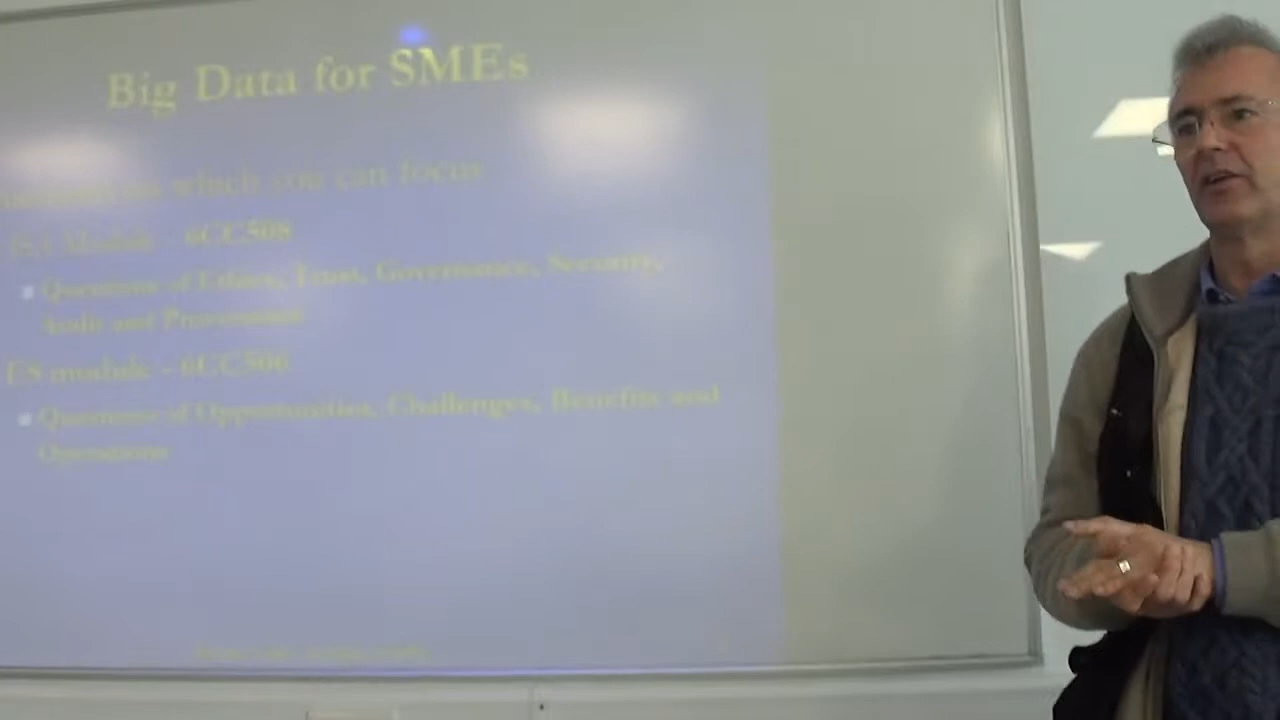 Big Data for SMEs
which you can focus
Module - 6CC508
Questions of Ethics, Trust, Governance, Security,
Audit and Provenance
ES module - 6CC506
Questions of Opportunities, Challenges, Benefits and
Operations